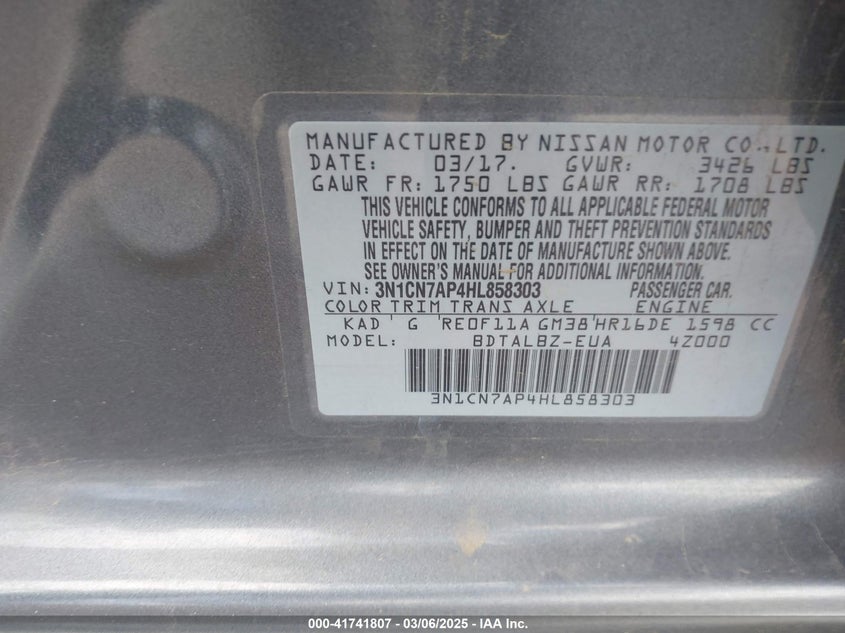 MANUFACTURED BY NISSAN MOTOR CO., LTD.
DATE: 03/17. GVWR: 3426 LBS
GAWR FR: 1750 LBS GAWR RR: 1708 LBS
THIS VEHICLE CONFORMS TO ALL APPLICABLE FEDERAL MOTOR
VEHICLE SAFETY, BUMPER AND THEFT PREVENTION STANDARDS
IN EFFECT ON THE DATE OF MANUFACTURE SHOWN ABOVE.
SEE OWNER'S MANUAL FOR ADDITIONAL INFORMATION.
VIN: 3N1CN7AP4HL858303 PASSENGER CAR.
COLOR TRIM TRANS AXLE ENGINE
KAD G RE0F11A GM38 HR16DE 1598 CC
MODEL: BDTALBZ-EUA 4Z000
3N1CN7AP4HL858303
000-41741807 - 03/06/2025 - IAA Inc.